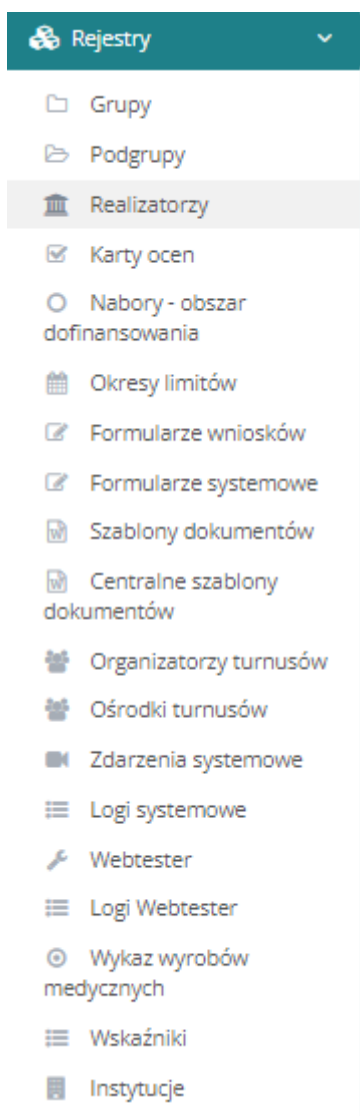 Rejestry
Grupy
Podgrupy
Realizatorzy
Karty ocen
Nabory - obszar
dofinansowania
Okresy limitów
Formularze wniosków
Formularze systemowe
Szablony dokumentów
Centralne szablony
dokumentów
Organizatorzy turnusów
Ośrodki turnusów
Zdarzenia systemowe
Logi systemowe
Webtester
Logi Webtester
Wykaz wyrobów
medycznych
Wskaźniki
Instytucje